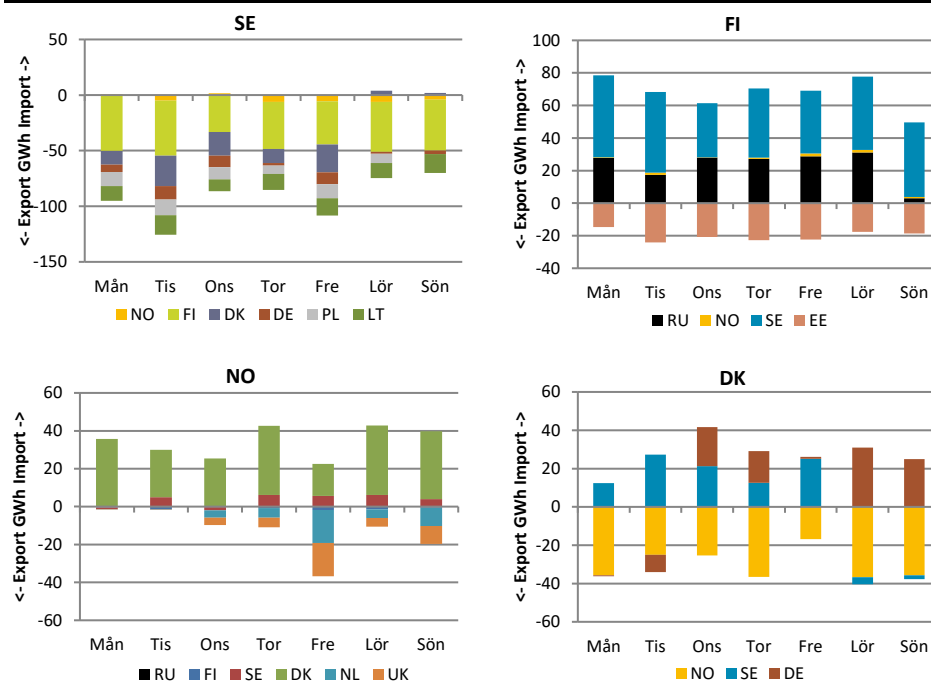 SE
<- Export GWh Import ->
50
0
-50
-100
-150
Mån Tis Ons Tor Fre Lör Sön
NO FI DK DE PL LT
FI
<- Export GWh Import ->
100
80
60
40
20
0
-20
-40
Mån Tis Ons Tor Fre Lör Sön
RU NO SE EE
NO
<- Export GWh Import ->
60
40
20
0
-20
-40
-60
Mån Tis Ons Tor Fre Lör Sön
RU FI SE DK NL UK
DK
<- Export GWh Import ->
60
40
20
0
-20
-40
-60
Mån Tis Ons Tor Fre Lör Sön
NO SE DE